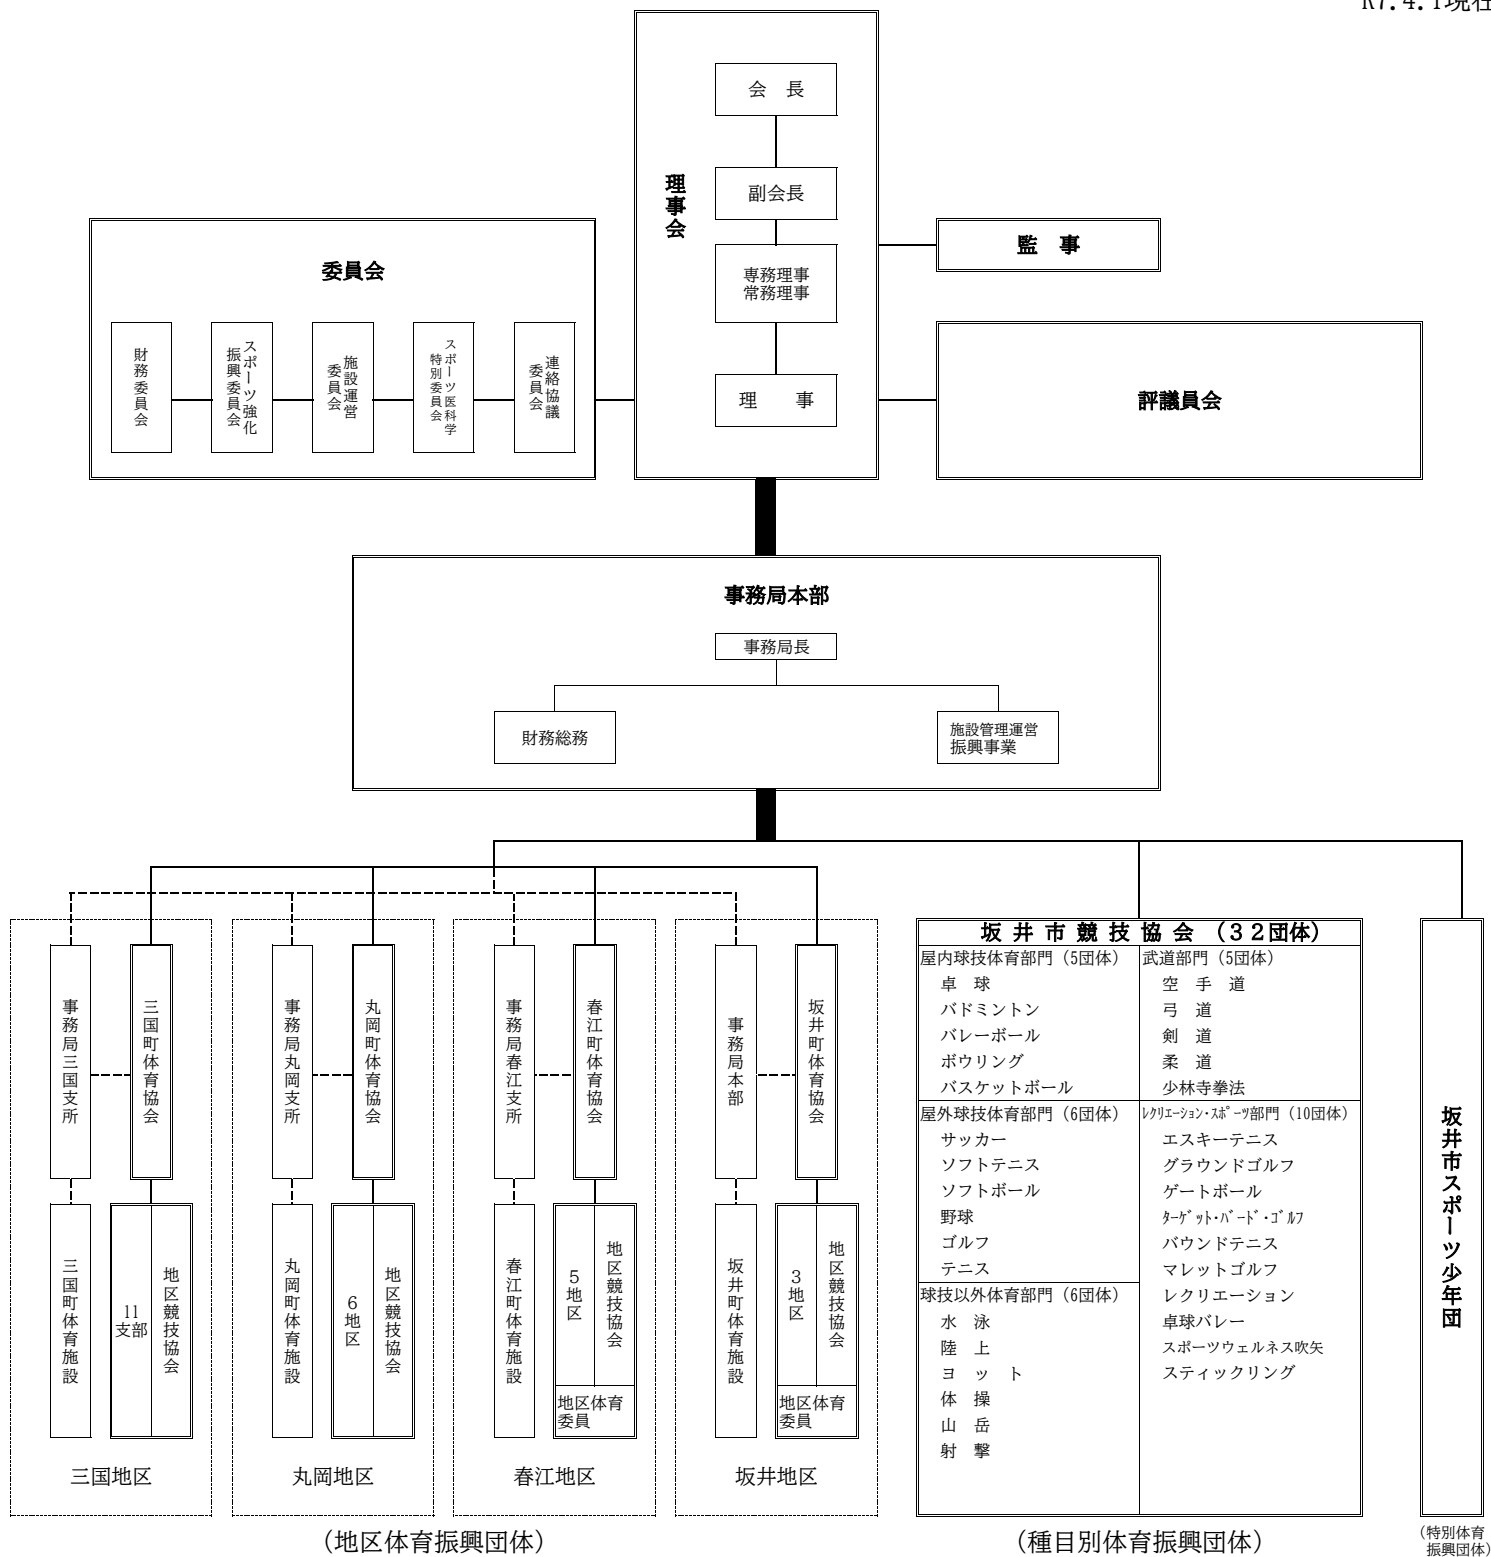 R7.4.1現在
会　長
理事会
副会長
監　事
専務理事
常務理事
委員会
財務委員会
スポーツ強化
振興委員会
施設運営
委員会
スポーツ医科学
特別委員会
連絡協議
委員会
理　　事
評議員会
事務局本部
事務局長
財務総務
施設管理運営
振興事業
事務局三国支所
三国町体育協会
三国町体育施設
11
支部
地区競技協会
三国地区
事務局丸岡支所
丸岡町体育協会
丸岡町体育施設
6
地区
地区競技協会
丸岡地区
事務局春江支所
春江町体育協会
春江町体育施設
5
地区
地区競技協会
地区体育
委員
春江地区
事務局本部
坂井町体育協会
坂井町体育施設
3
地区
地区競技協会
地区体育
委員
坂井地区
（地区体育振興団体）
坂 井 市 競 技 協 会 （３２団体）
屋内球技体育部門（5団体）
卓　球
バドミントン
バレーボール
ボウリング
バスケットボール
屋外球技体育部門（6団体）
サッカー
ソフトテニス
ソフトボール
野球
ゴルフ
テニス
球技以外体育部門（6団体）
水　泳
陸　上
ヨ　ッ　ト
体　操
山　岳
射　撃
武道部門（5団体）
空　手　道
弓　道
剣　道
柔　道
少林寺拳法
ﾚｸﾘｴｰｼｮﾝ・ｽﾎﾟｰﾂ部門（10団体）
エスキーテニス
グラウンドゴルフ
ゲートボール
ﾀｰｹﾞｯﾄ・ﾊﾞｰﾄﾞ・ｺﾞﾙﾌ
バウンドテニス
マレットゴルフ
レクリエーション
卓球バレー
スポーツウェルネス吹矢
スティックリング
（種目別体育振興団体）
坂井市スポーツ少年団
（特別体育
振興団体）